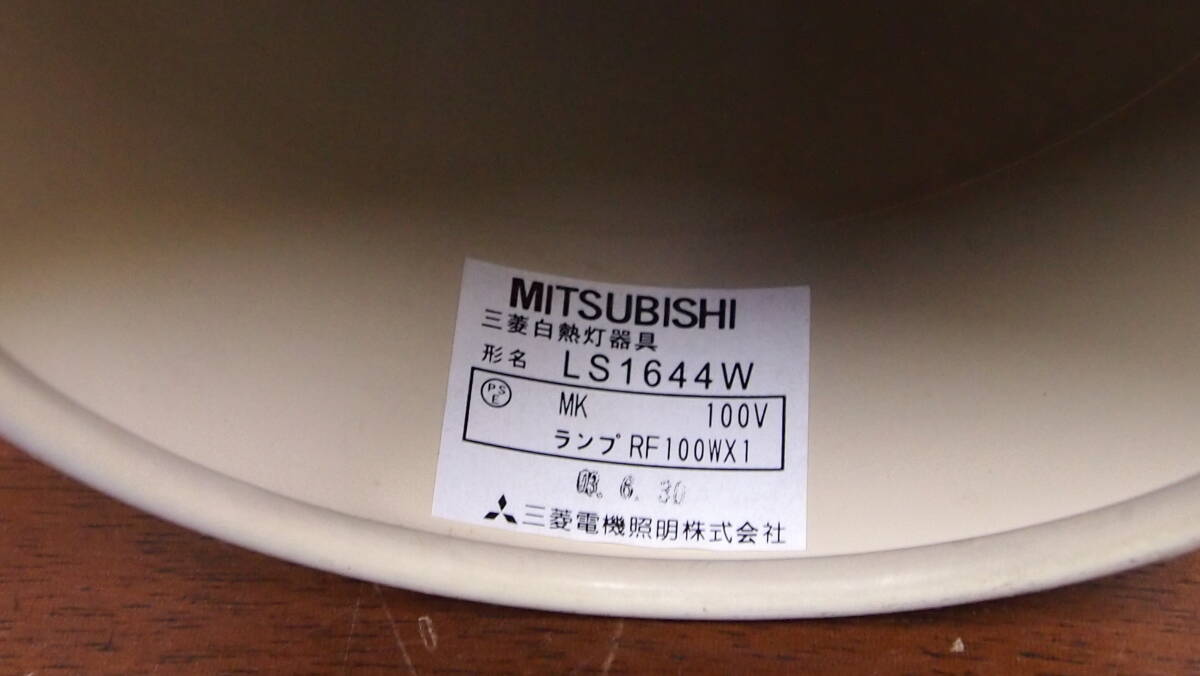 MITSUBISHI
三菱白熱灯器具
形名 LS1644W
PSE MK 100V
ランプ RF100WX1
6. 30
三菱電機照明株式会社